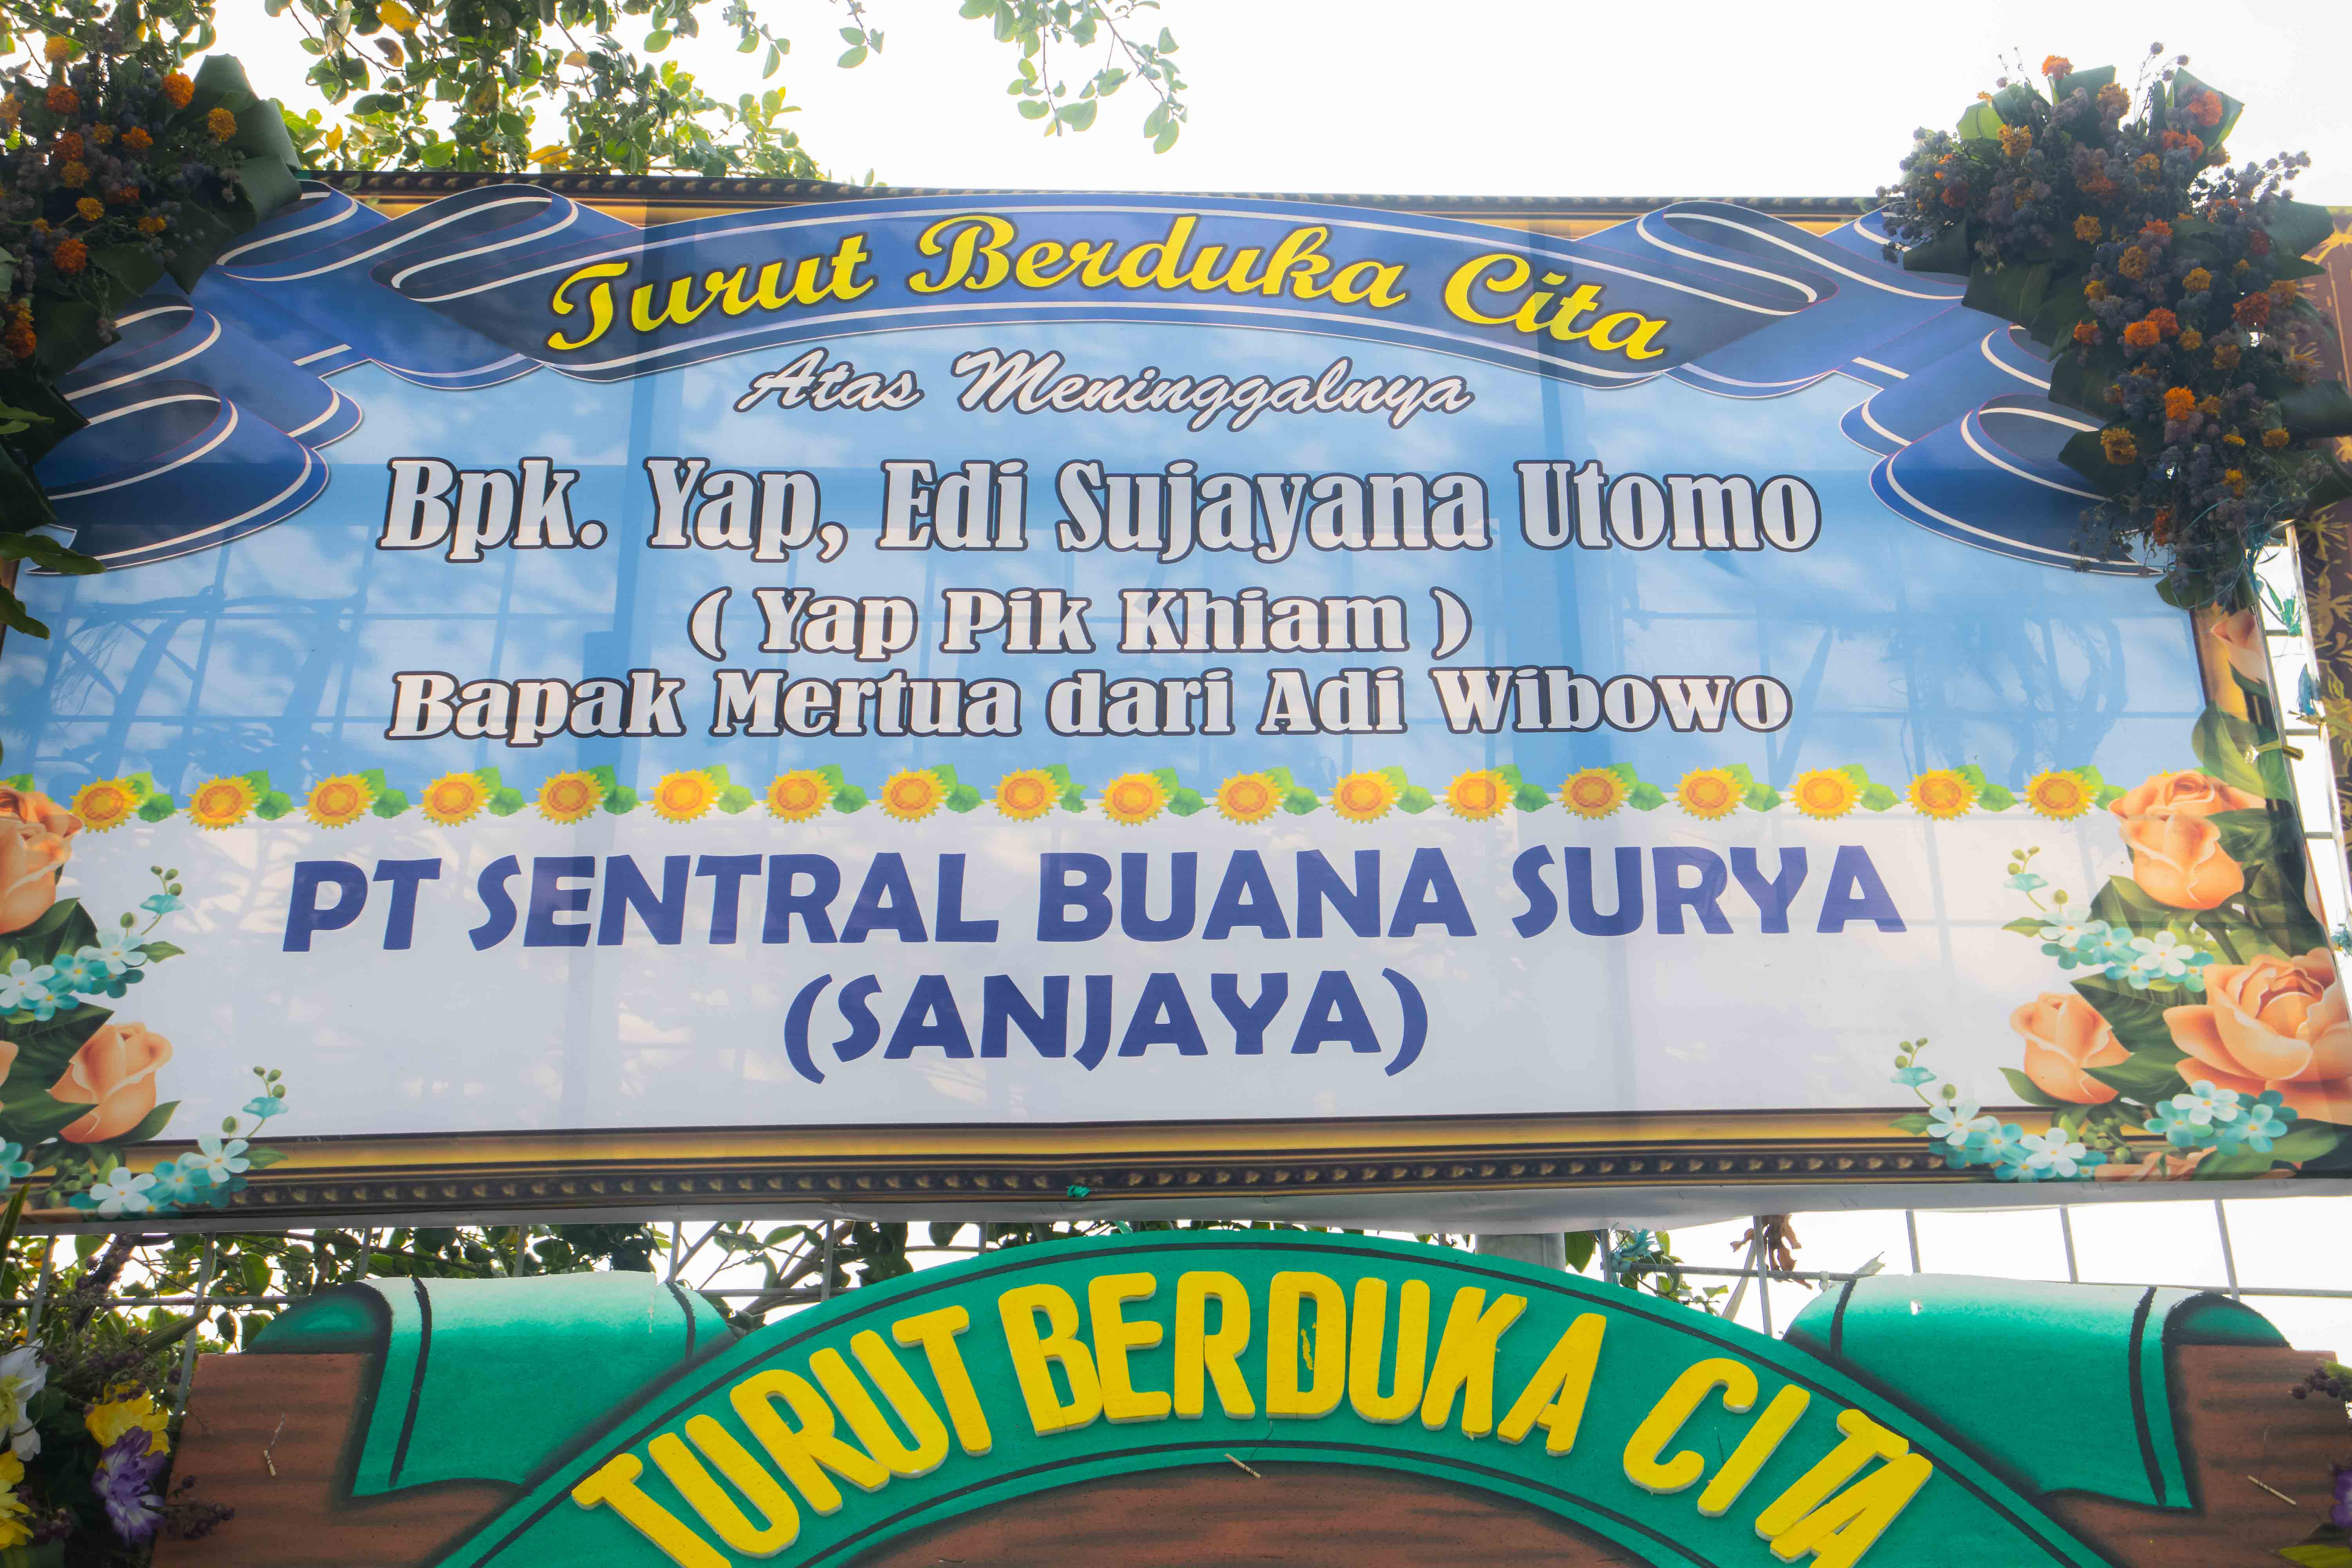 Turut Berduka Cita
Atas Meninggalnya
Bpk. Yap, Edi Sujayana Utomo
( Yap Pik Khiam )
Bapak Mertua dari Adi Wibowo
PT SENTRAL BUANA SURYA
(SANJAYA)
TURUT BERDUKA CITA